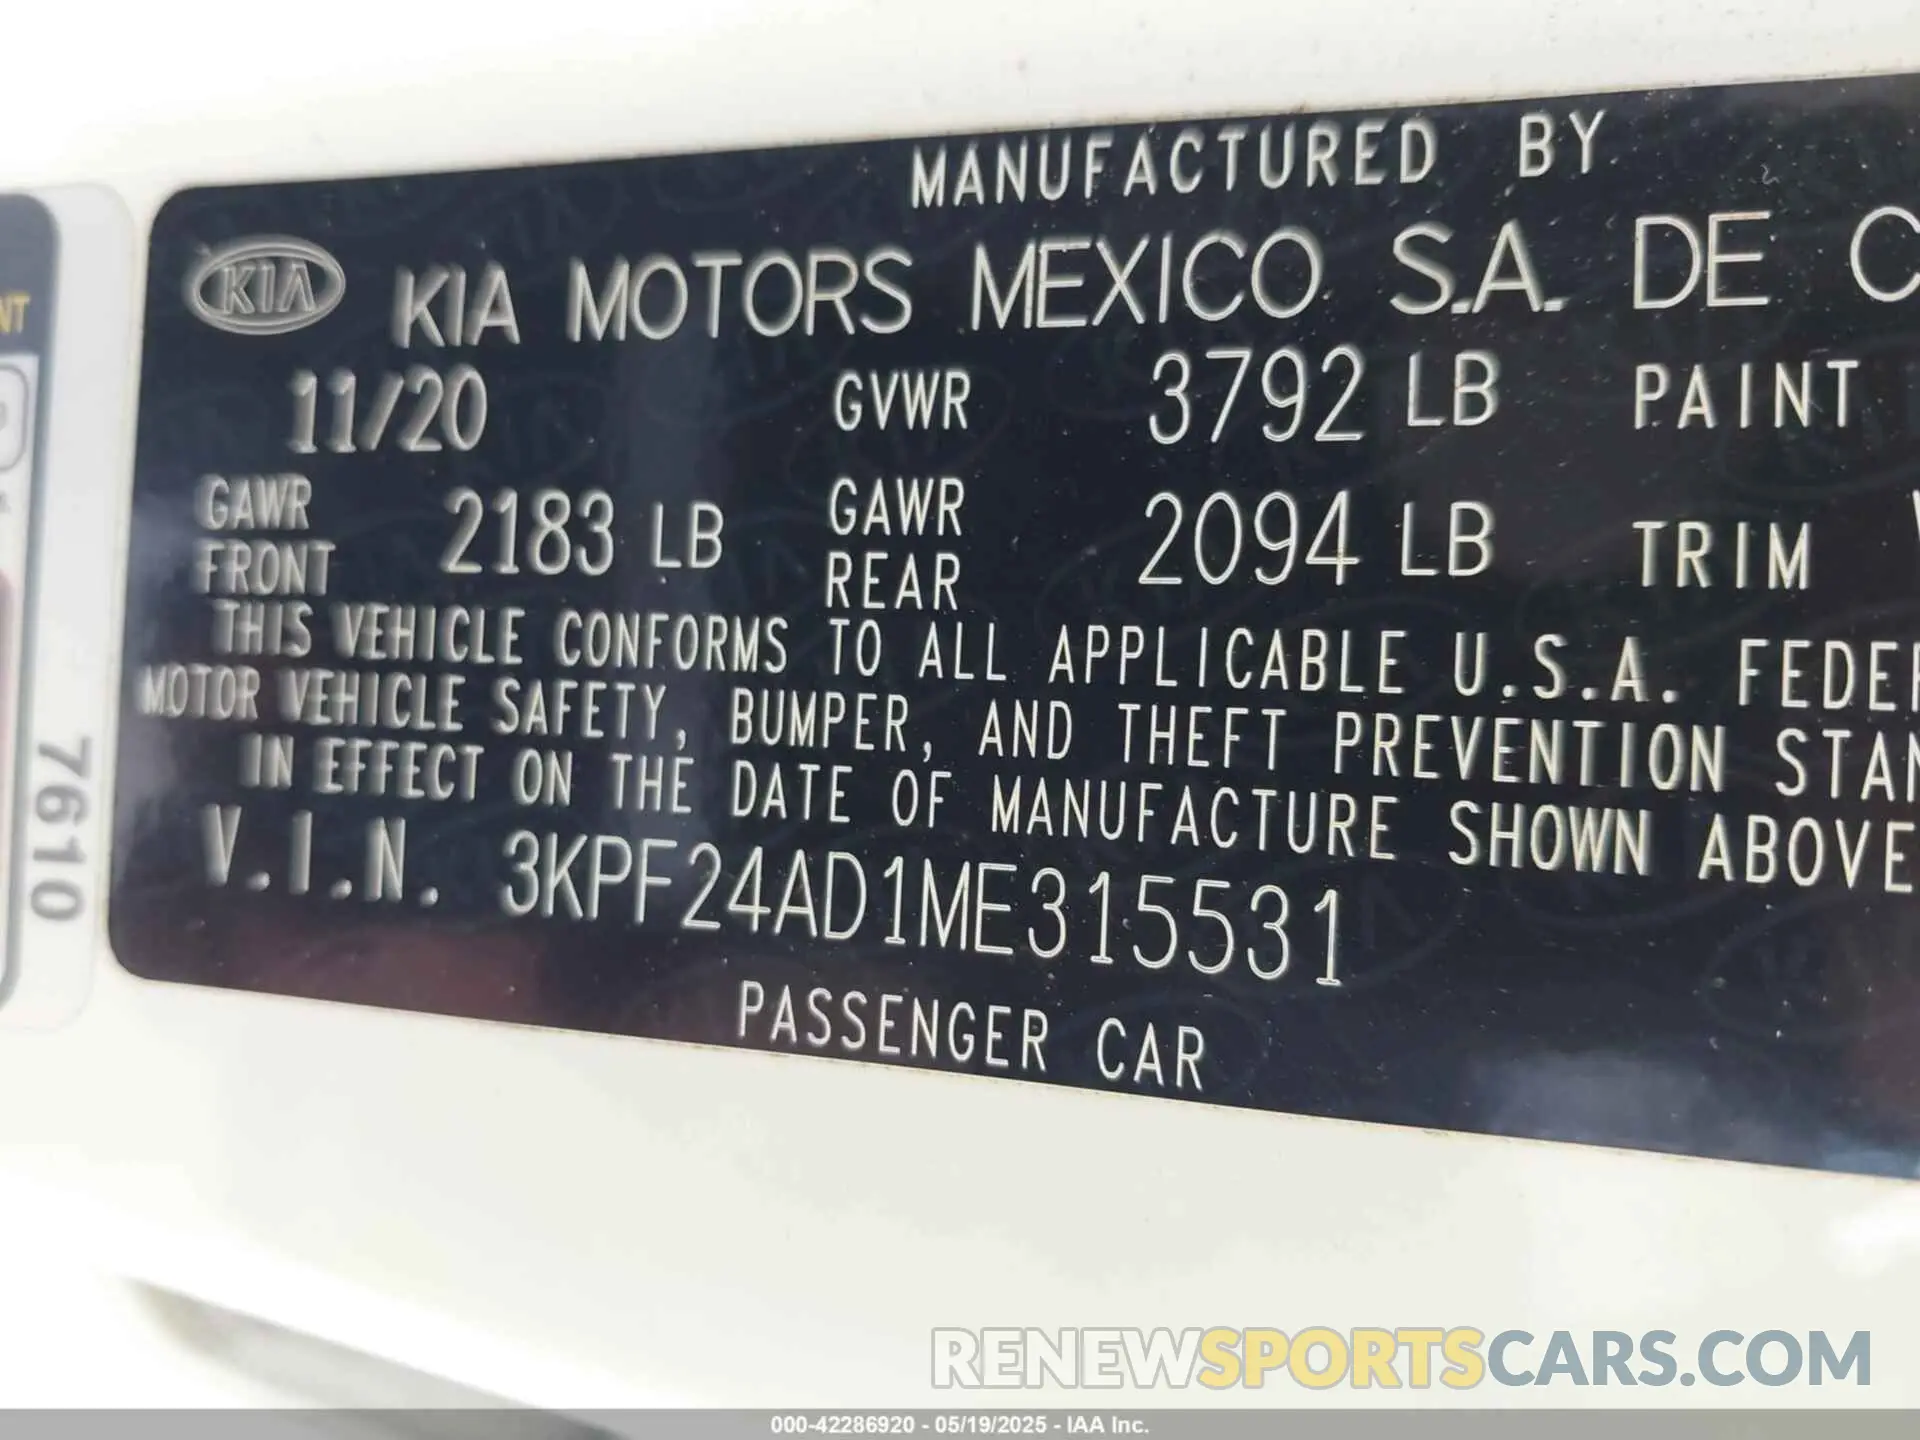 MANUFACTURED BY
KIA KIA MOTORS MEXICO S.A. DE C
11/20 GVWR 3792 LB PAINT
GAWR FRONT 2183 LB GAWR REAR 2094 LB TRIM
THIS VEHICLE CONFORMS TO ALL APPLICABLE U.S.A. FEDER
MOTOR VEHICLE SAFETY, BUMPER, AND THEFT PREVENTION STAN
IN EFFECT ON THE DATE OF MANUFACTURE SHOWN ABOVE
V.I.N. 3KPF24AD1ME315531
PASSENGER CAR
NT
7610
RENEWSPORTSCARS.COM
000-42286920 - 05/19/2025 - IAA Inc.